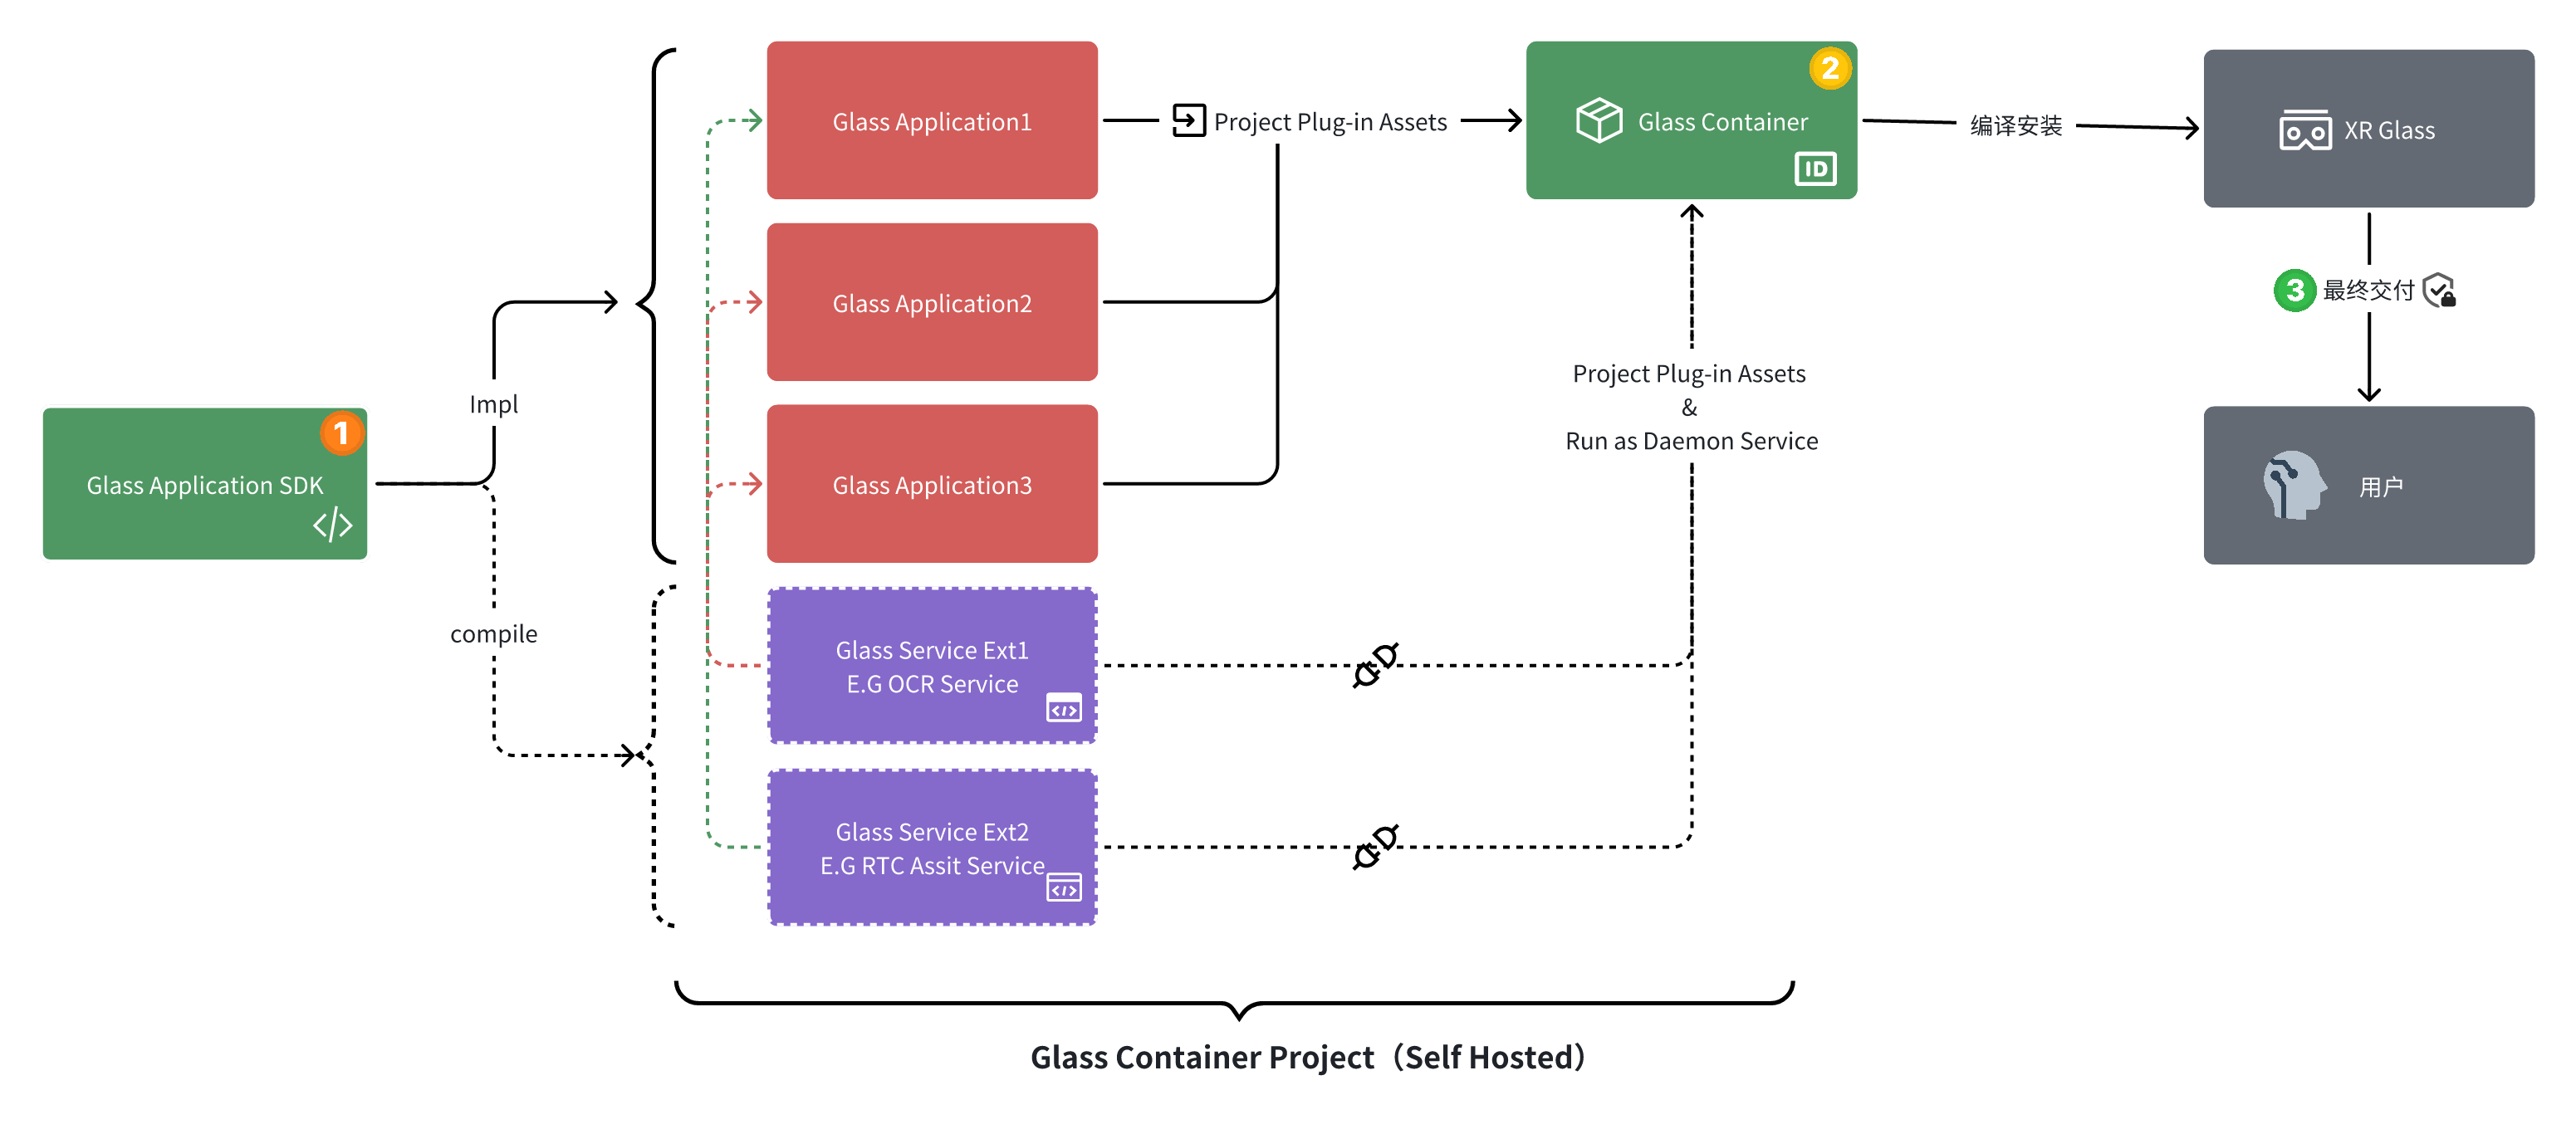 Glass Application SDK
1
</>
Impl
compile
Glass Application1
Glass Application2
Glass Application3
Glass Service Ext1
E.G OCR Service
</>
Glass Service Ext2
E.G RTC Assit Service
</>
Project Plug-in Assets
Glass Container
2
ID
Project Plug-in Assets
&
Run as Daemon Service
编译安装
XR Glass
3 最终交付
用户
Glass Container Project（Self Hosted）